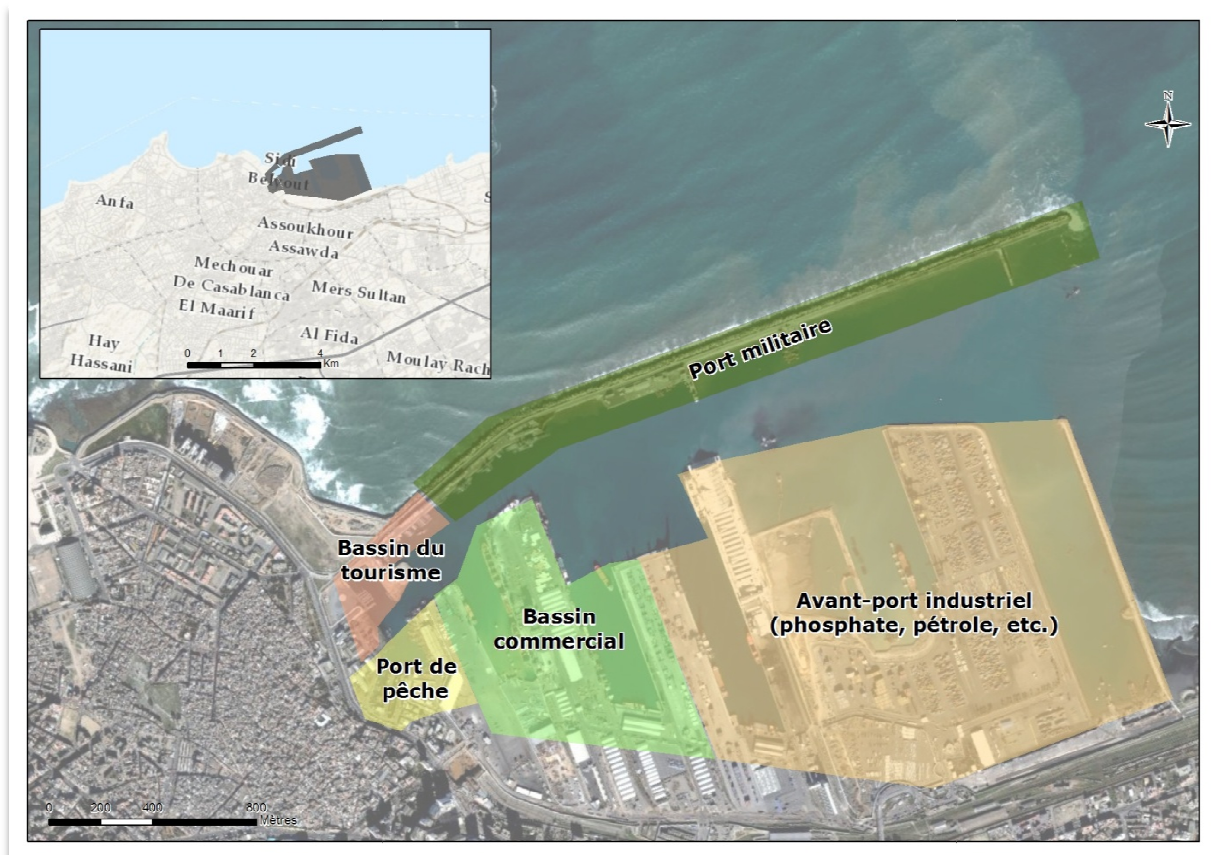 Sidi
Belyout
Anfa
S
Assoukhour
Assawda
Mechouar
De Casablanca
El Maarif
Mers Sultan
Al Fida
Hay
Hassani
Moulay Rach
0 1 2 4
Km
N
Port militaire
Bassin du
tourisme
Bassin
commercial
Avant-port industriel
(phosphate, pétrole, etc.)
Port de
pêche
0 200 400 800
Mètres